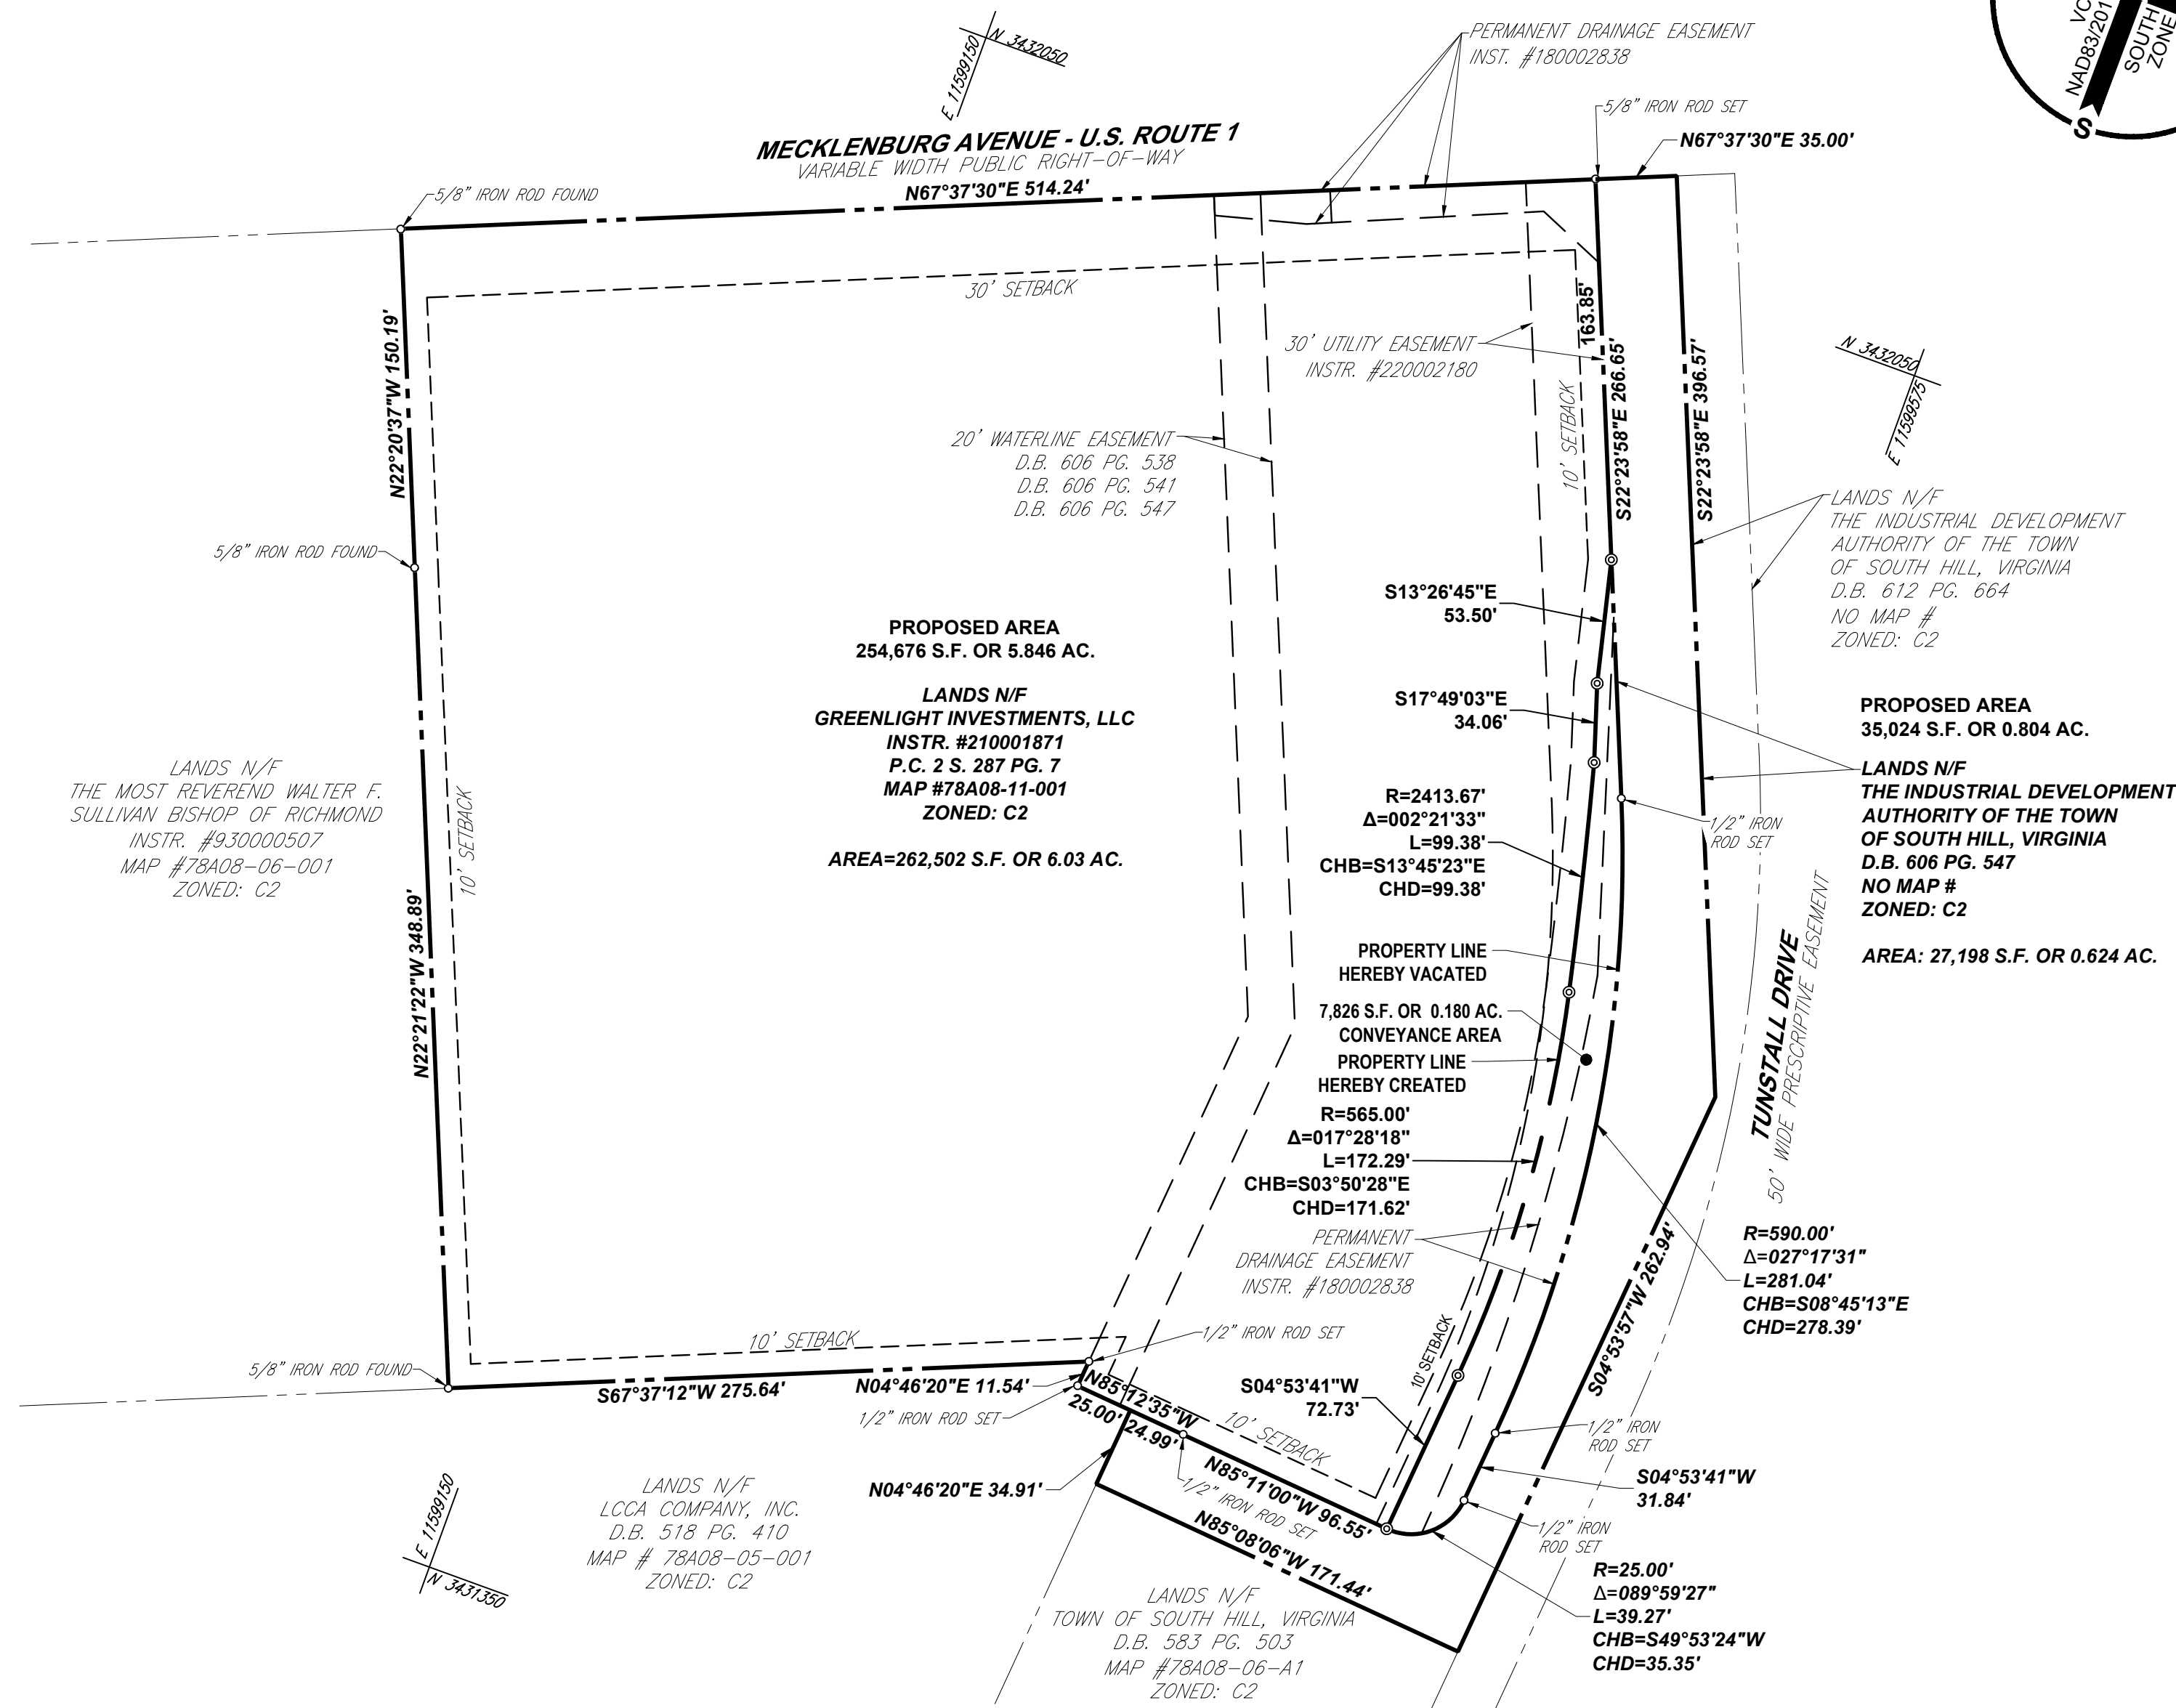 VC
NAD83/201
SOUTH
ZONE
S
N 3432050
E 11599150
PERMANENT DRAINAGE EASEMENT
INST. #180002838
5/8" IRON ROD SET
N67°37'30"E 35.00'
MECKLENBURG AVENUE - U.S. ROUTE 1
VARIABLE WIDTH PUBLIC RIGHT-OF-WAY
N67°37'30"E 514.24'
5/8" IRON ROD FOUND
30' SETBACK
163.85'
30' UTILITY EASEMENT
INSTR. #220002180
N22°20'37"W 150.19'
10' SETBACK
S22°23'58"E 266.65'
S22°23'58"E 396.57'
N 3432050
E 11599575
20' WATERLINE EASEMENT
D.B. 606 PG. 538
D.B. 606 PG. 541
D.B. 606 PG. 547
LANDS N/F
THE INDUSTRIAL DEVELOPMENT
AUTHORITY OF THE TOWN
OF SOUTH HILL, VIRGINIA
D.B. 612 PG. 664
NO MAP #
ZONED: C2
5/8" IRON ROD FOUND
S13°26'45"E
53.50'
PROPOSED AREA
254,676 S.F. OR 5.846 AC.
LANDS N/F
GREENLIGHT INVESTMENTS, LLC
INSTR. #210001871
P.C. 2 S. 287 PG. 7
MAP #78A08-11-001
ZONED: C2
AREA=262,502 S.F. OR 6.03 AC.
S17°49'03"E
34.06'
PROPOSED AREA
35,024 S.F. OR 0.804 AC.
LANDS N/F
THE INDUSTRIAL DEVELOPMENT
AUTHORITY OF THE TOWN
OF SOUTH HILL, VIRGINIA
D.B. 606 PG. 547
NO MAP #
ZONED: C2
AREA: 27,198 S.F. OR 0.624 AC.
LANDS N/F
THE MOST REVEREND WALTER F.
SULLIVAN BISHOP OF RICHMOND
INSTR. #930000507
MAP #78A08-06-001
ZONED: C2
10' SETBACK
R=2413.67'
Δ=002°21'33"
L=99.38'
CHB=S13°45'23"E
CHD=99.38'
1/2" IRON
ROD SET
N22°21'22"W 348.89'
PROPERTY LINE
HEREBY VACATED
7,826 S.F. OR 0.180 AC.
CONVEYANCE AREA
PROPERTY LINE
HEREBY CREATED
TUNSTALL DRIVE
50' WIDE PRESCRIPTIVE EASEMENT
R=565.00'
Δ=017°28'18"
L=172.29'
CHB=S03°50'28"E
CHD=171.62'
PERMANENT
DRAINAGE EASEMENT
INSTR. #180002838
R=590.00'
Δ=027°17'31"
L=281.04'
CHB=S08°45'13"E
CHD=278.39'
S04°53'57"W 262.94'
10' SETBACK
1/2" IRON ROD SET
5/8" IRON ROD FOUND
S67°37'12"W 275.64'
N04°46'20"E 11.54'
1/2" IRON ROD SET
N85°12'35"W
25.00' 24.99'
10' SETBACK
10' SETBACK
S04°53'41"W
72.73'
1/2" IRON
ROD SET
N04°46'20"E 34.91'
N85°11'00"W 96.55'
1/2" IRON ROD SET
N85°08'06"W 171.44'
S04°53'41"W
31.84'
1/2" IRON
ROD SET
R=25.00'
Δ=089°59'27"
L=39.27'
CHB=S49°53'24"W
CHD=35.35'
E 11599150
N 3431350
LANDS N/F
LCCA COMPANY, INC.
D.B. 518 PG. 410
MAP # 78A08-05-001
ZONED: C2
LANDS N/F
TOWN OF SOUTH HILL, VIRGINIA
D.B. 583 PG. 503
MAP #78A08-06-A1
ZONED: C2